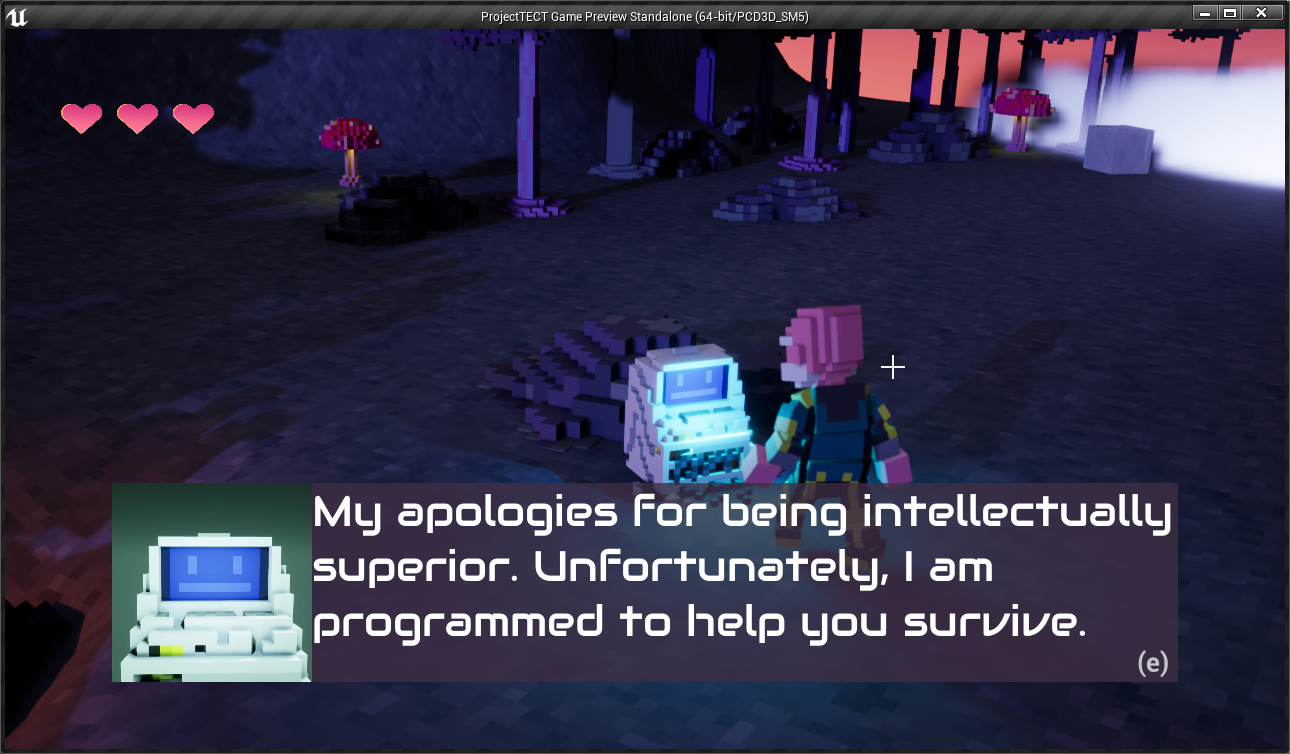 ProjectTECT Game Preview Standalone (64-bit/PCD3D_SM5)
My apologies for being intellectually
superior. Unfortunately, I am
programmed to help you survive.
(e)